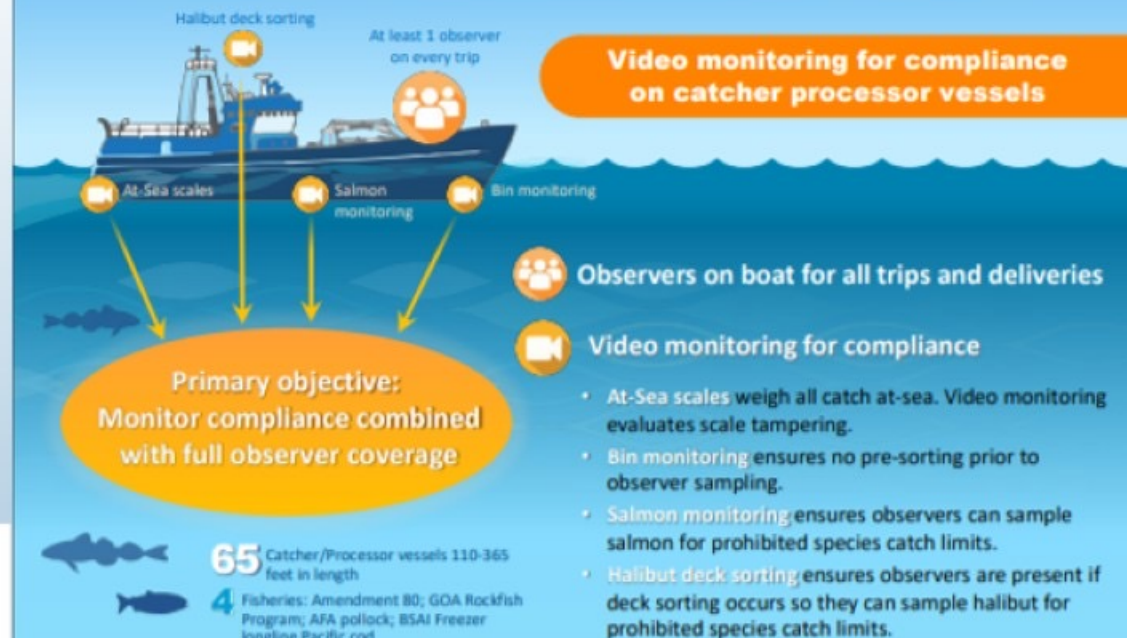 Halibut deck sorting
At least 1 observer
on every trip
Video monitoring for compliance
on catcher processor vessels
At-Sea scales
Salmon
monitoring
Bin monitoring
Observers on boat for all trips and deliveries
Video monitoring for compliance
Primary objective:
Monitor compliance combined
with full observer coverage
• At-Sea scales weigh all catch at-sea. Video monitoring
evaluates scale tampering.
• Bin monitoring ensures no pre-sorting prior to
observer sampling.
• Salmon monitoring ensures observers can sample
salmon for prohibited species catch limits.
• Halibut deck sorting ensures observers are present if
deck sorting occurs so they can sample halibut for
prohibited species catch limits.
65 Catcher/Processor vessels 110-365
feet in length
4 Fisheries: Amendment 80; GOA Rockfish
Program; AFA pollock; BSAI Freezer
longline Pacific cod